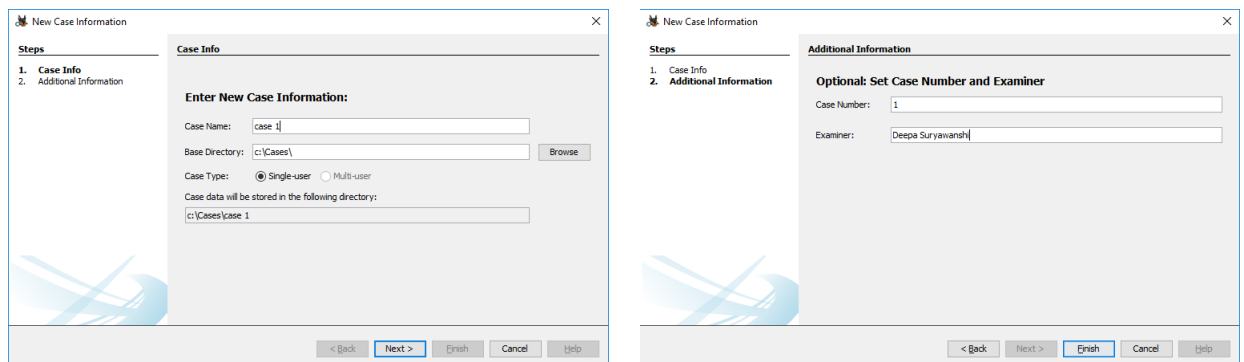 New Case Information
Steps
1. Case Info
2. Additional Information
Case Info
Enter New Case Information:
Case Name: case 1
Base Directory: c:\Cases\ Browse
Case Type: Single-user Multi-user
Case data will be stored in the following directory:
c:\Cases\case 1
< Back Next > Finish Cancel Help
New Case Information
Steps
1. Case Info
2. Additional Information
Additional Information
Optional: Set Case Number and Examiner
Case Number: 1
Examiner: Deepa Suryawanshi
< Back Next > Finish Cancel Help